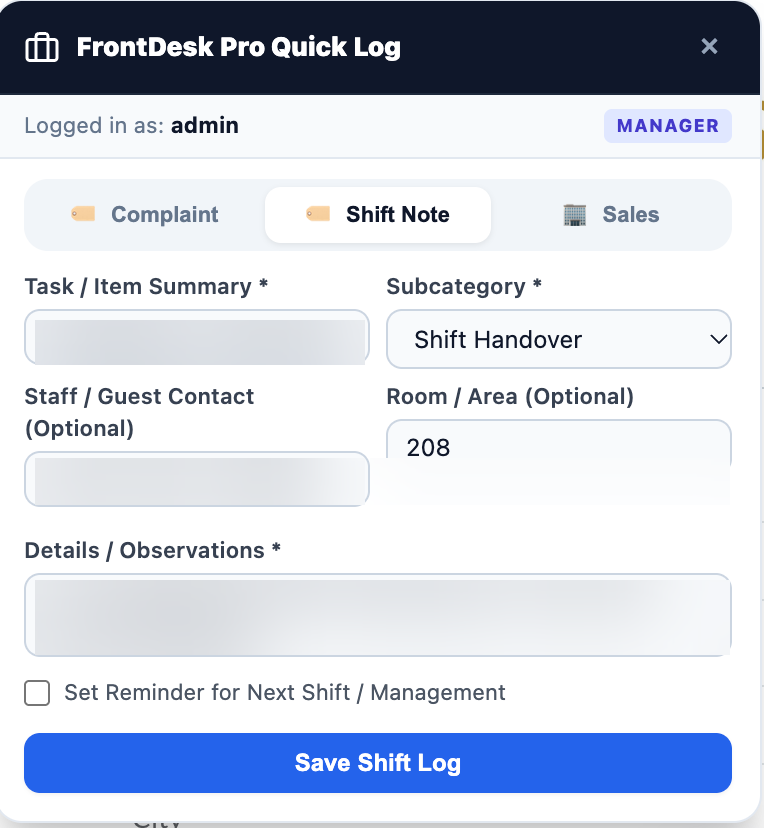 FrontDesk Pro Quick Log
Logged in as: admin
MANAGER
Complaint
Shift Note
Sales
Task / Item Summary *
Subcategory *
Shift Handover
Staff / Guest Contact
(Optional)
Room / Area (Optional)
208
Details / Observations *
Set Reminder for Next Shift / Management
Save Shift Log